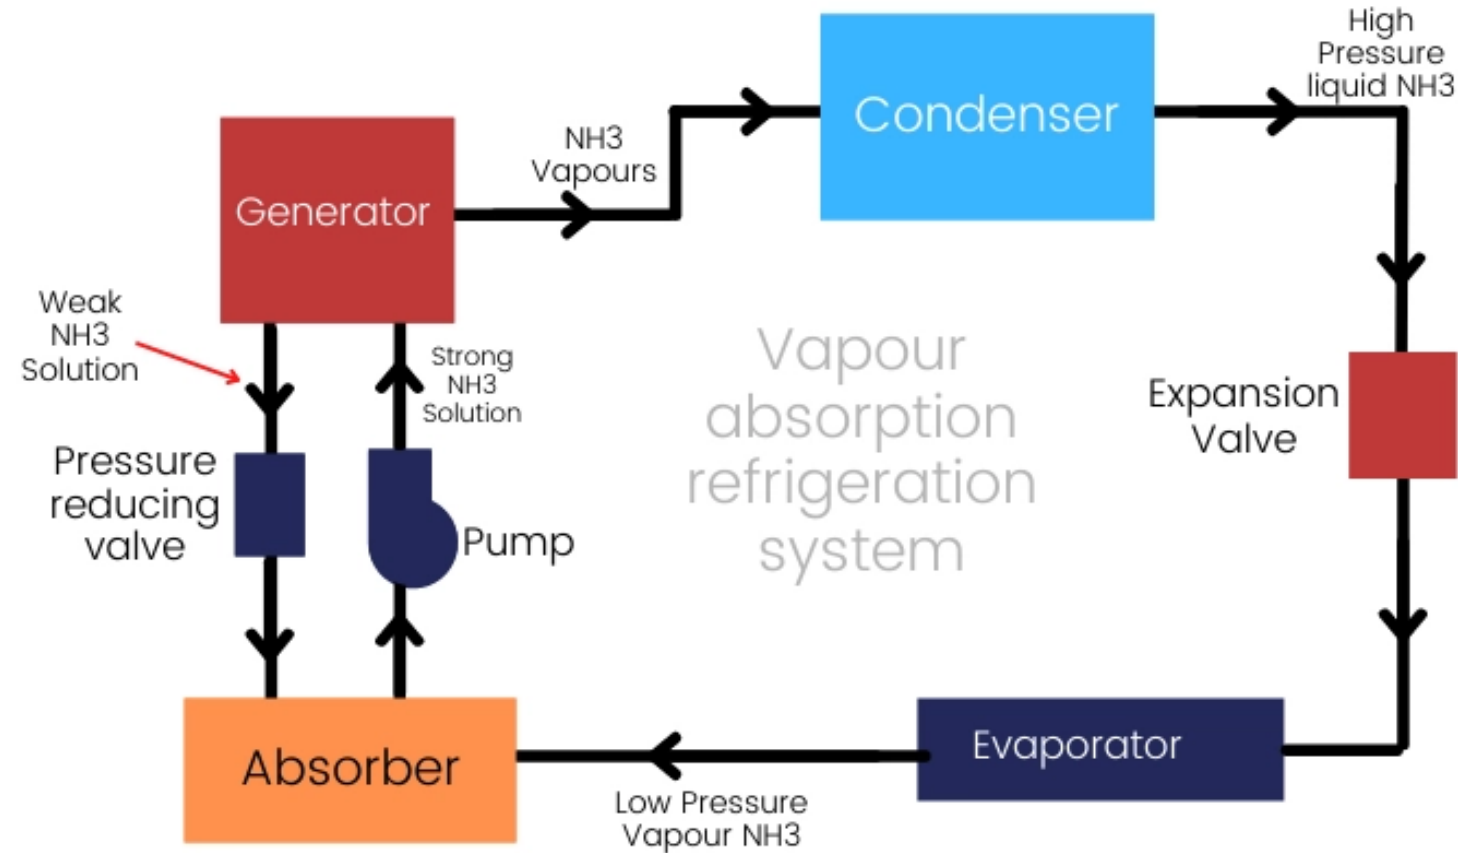 High
Pressure
liquid NH3
Condenser
NH3
Vapours
Generator
Weak
NH3
Solution
Strong
NH3
Solution
Vapour
absorption
refrigeration
system
Expansion
Valve
Pressure
reducing
valve
Pump
Evaporator
Absorber
Low Pressure
Vapour NH3